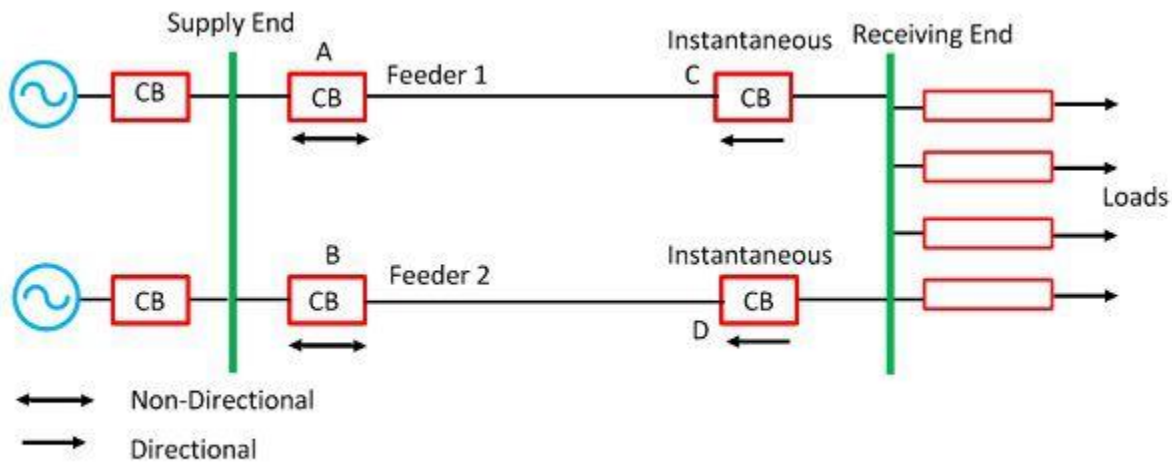 Supply End
A
Instantaneous
Receiving End
CB
CB
Feeder 1
C
CB
Loads
B
Instantaneous
CB
CB
Feeder 2
CB
D
Non-Directional
Directional